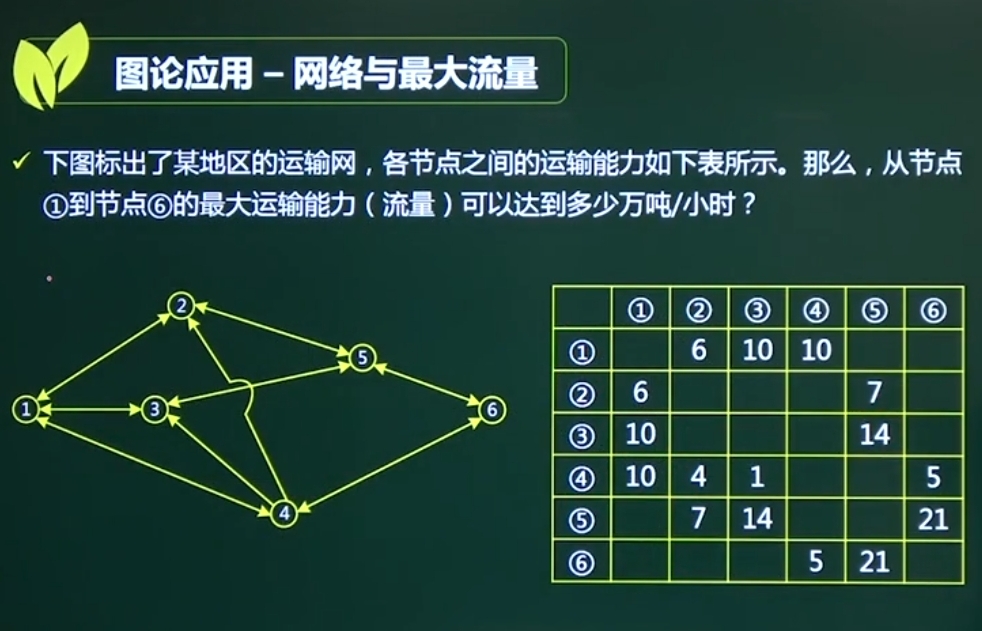 图论应用 – 网络与最大流量
✓ 下图标出了某地区的运输网，各节点之间的运输能力如下表所示。那么，从节点
①到节点⑥的最大运输能力（流量）可以达到多少万吨/小时？
2
5
1
3
6
4
① ② ③ ④ ⑤ ⑥
① 6 10 10
② 6 7
③ 10 14
④ 10 4 1 5
⑤ 7 14 21
⑥ 5 21